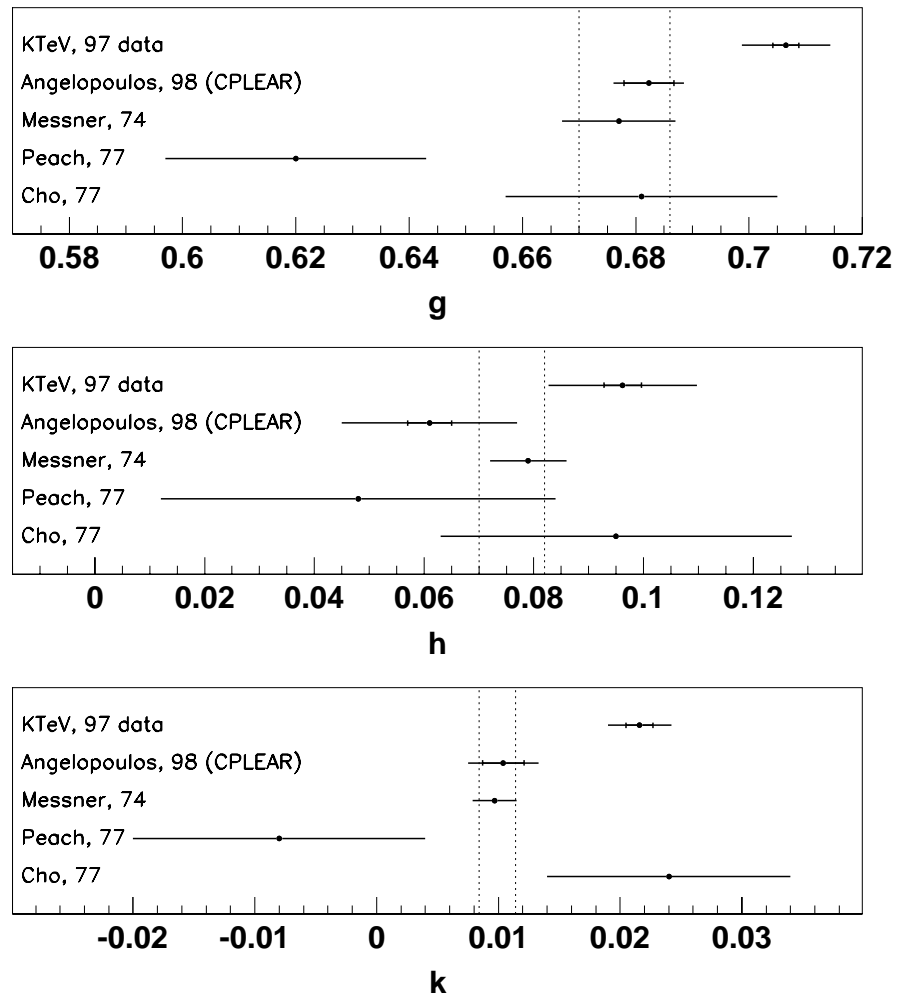 KTeV, 97 data
Angelopoulos, 98 (CPLEAR)
Messner, 74
Peach, 77
Cho, 77
0.58 0.6 0.62 0.64 0.66 0.68 0.7 0.72
g
KTeV, 97 data
Angelopoulos, 98 (CPLEAR)
Messner, 74
Peach, 77
Cho, 77
0 0.02 0.04 0.06 0.08 0.1 0.12
h
KTeV, 97 data
Angelopoulos, 98 (CPLEAR)
Messner, 74
Peach, 77
Cho, 77
-0.02 -0.01 0 0.01 0.02 0.03
k